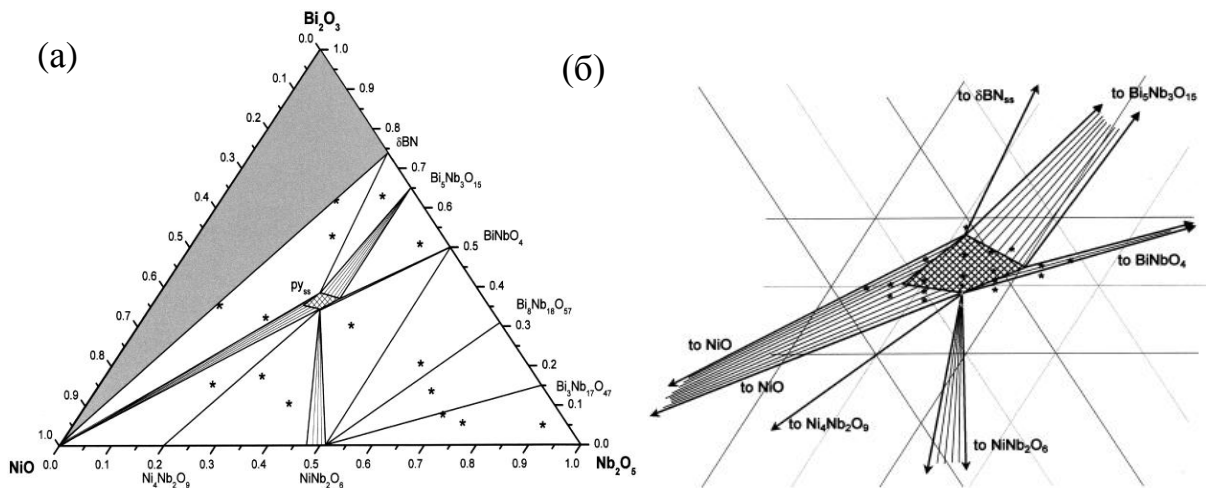 (а)
Bi2O3
0.0
1.0
0.1
0.9
0.2
0.8
δBN
0.3
0.7
Bi5Nb3O15
0.4
0.6
0.5
0.5
BiNbO4
0.6
0.4
pyss
Bi8Nb18O57
0.7
0.3
0.8
0.2
Bi3Nb17O47
0.9
0.1
1.0
0.0
NiO
0.0
0.1
0.2
0.3
0.4
0.5
0.6
0.7
0.8
0.9
1.0
Nb2O5
Ni4Nb2O9
NiNb2O6
(б)
to δBNss
to Bi5Nb3O15
to BiNbO4
to NiO
to NiO
to Ni4Nb2O9
to NiNb2O6